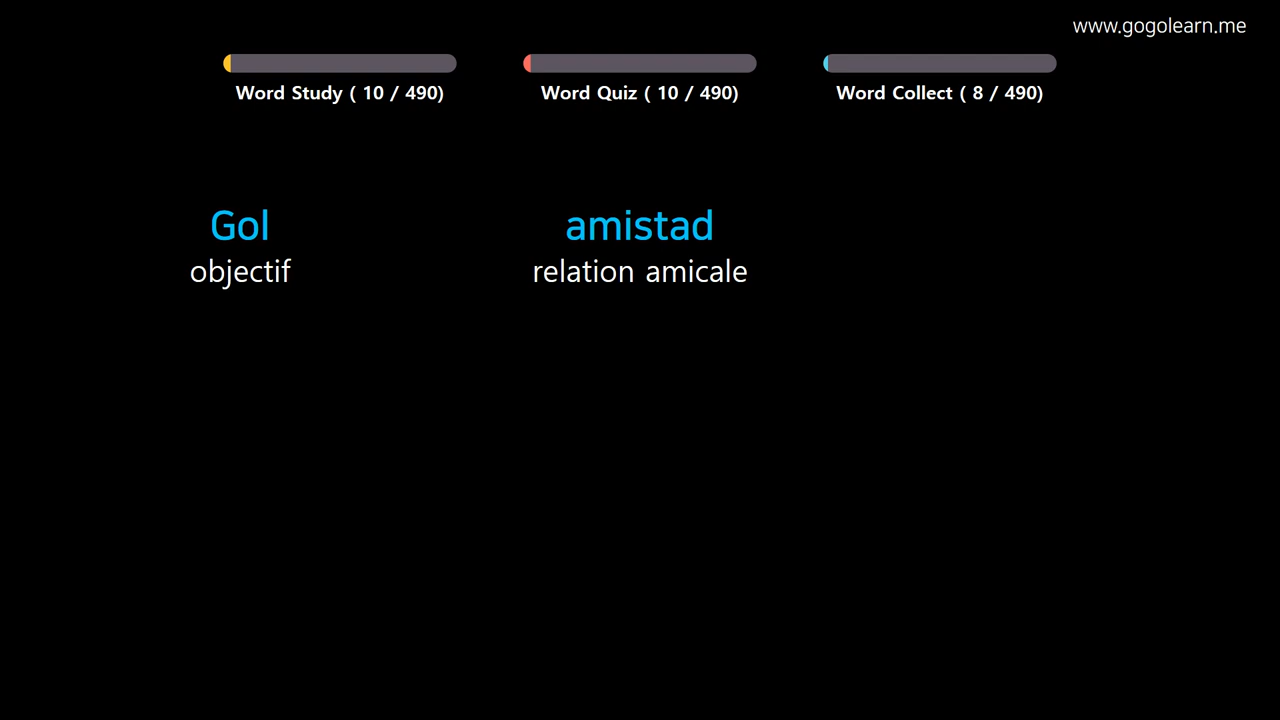 www.gogolearn.me
Word Study ( 10 / 490)
Word Quiz ( 10 / 490)
Word Collect ( 8 / 490)
Gol
amistad
objectif
relation amicale